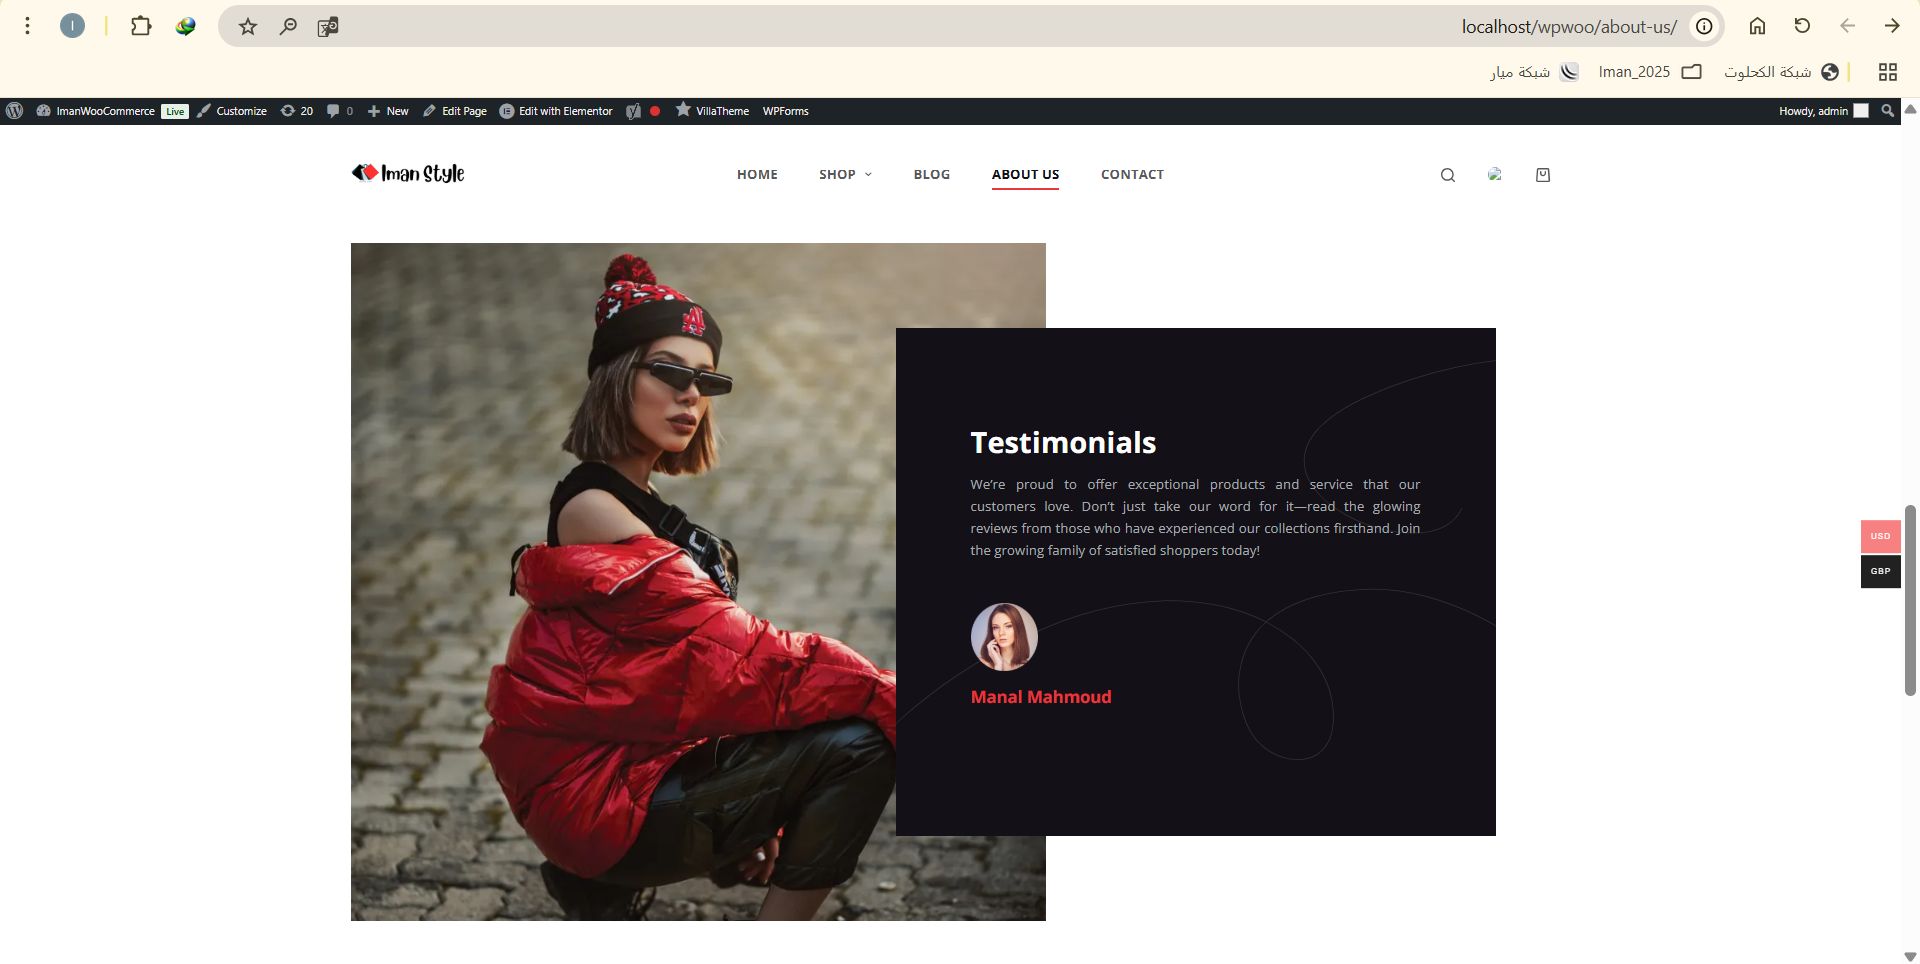 I
localhost/wpwoo/about-us/
شبكة ميار
Iman_2025
شبكة الكحلوت
ImanWooCommerce Live Customize 20 0 New Edit Page Edit with Elementor VillaTheme WPForms Howdy, admin
Iman Style
HOME SHOP BLOG ABOUT US CONTACT
Testimonials
We’re proud to offer exceptional products and service that our
customers love. Don’t just take our word for it—read the glowing
reviews from those who have experienced our collections firsthand. Join
the growing family of satisfied shoppers today!
USD
GBP
Manal Mahmoud